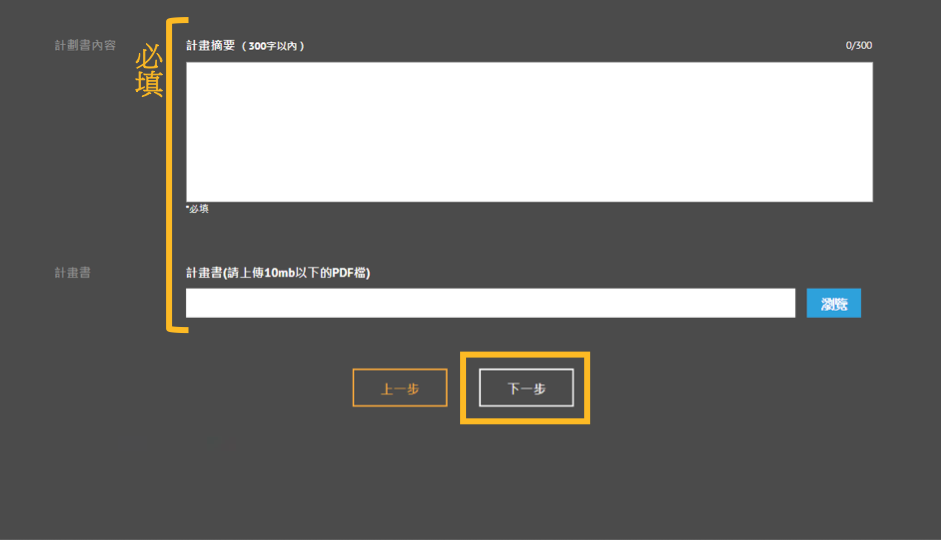 計劃書內容
必填
計畫摘要（300字以內）
0/300
*必填
計畫書
計畫書(請上傳10mb以下的PDF檔)
瀏覽
上一步
下一步